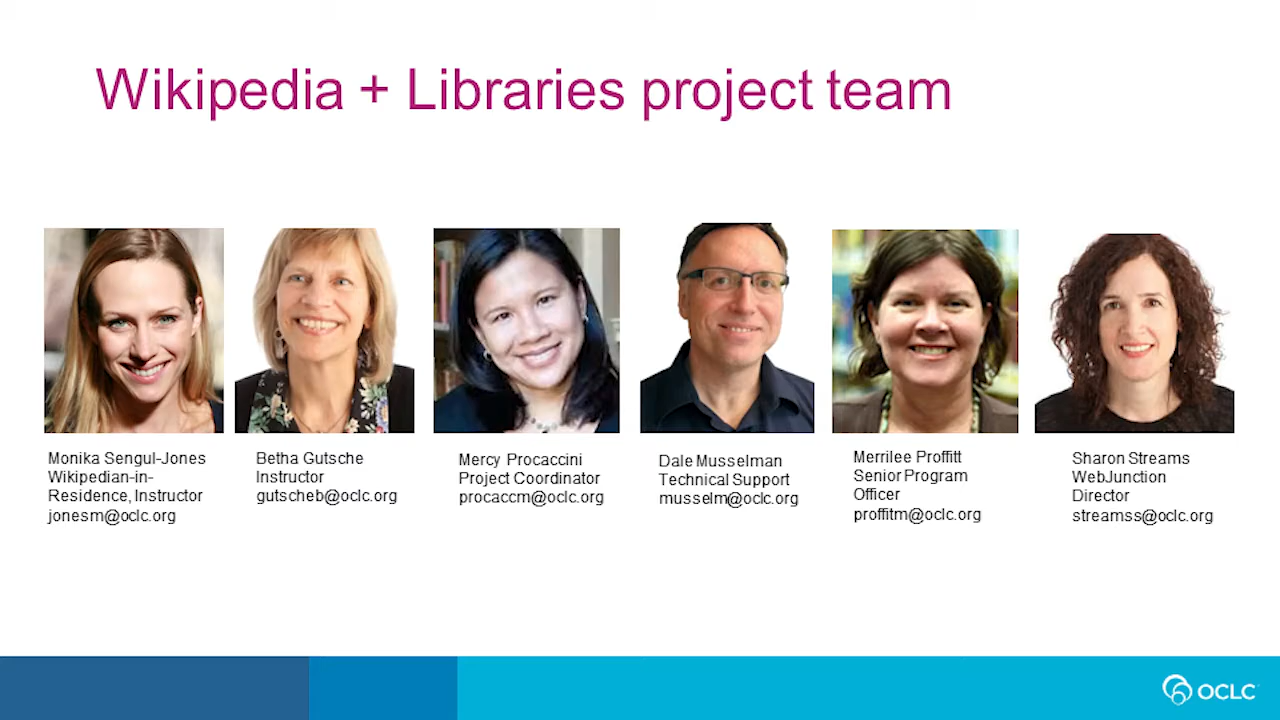 Wikipedia + Libraries project team
Monika Sengul-Jones
Wikipedian-in-
Residence, Instructor
jonesm@oclc.org
Betha Gutsche
Instructor
gutscheb@oclc.org
Mercy Procaccini
Project Coordinator
procaccm@oclc.org
Dale Musselman
Technical Support
musselm@oclc.org
Merrilee Proffitt
Senior Program
Officer
proffitm@oclc.org
Sharon Streams
WebJunction
Director
streamss@oclc.org
OCLC